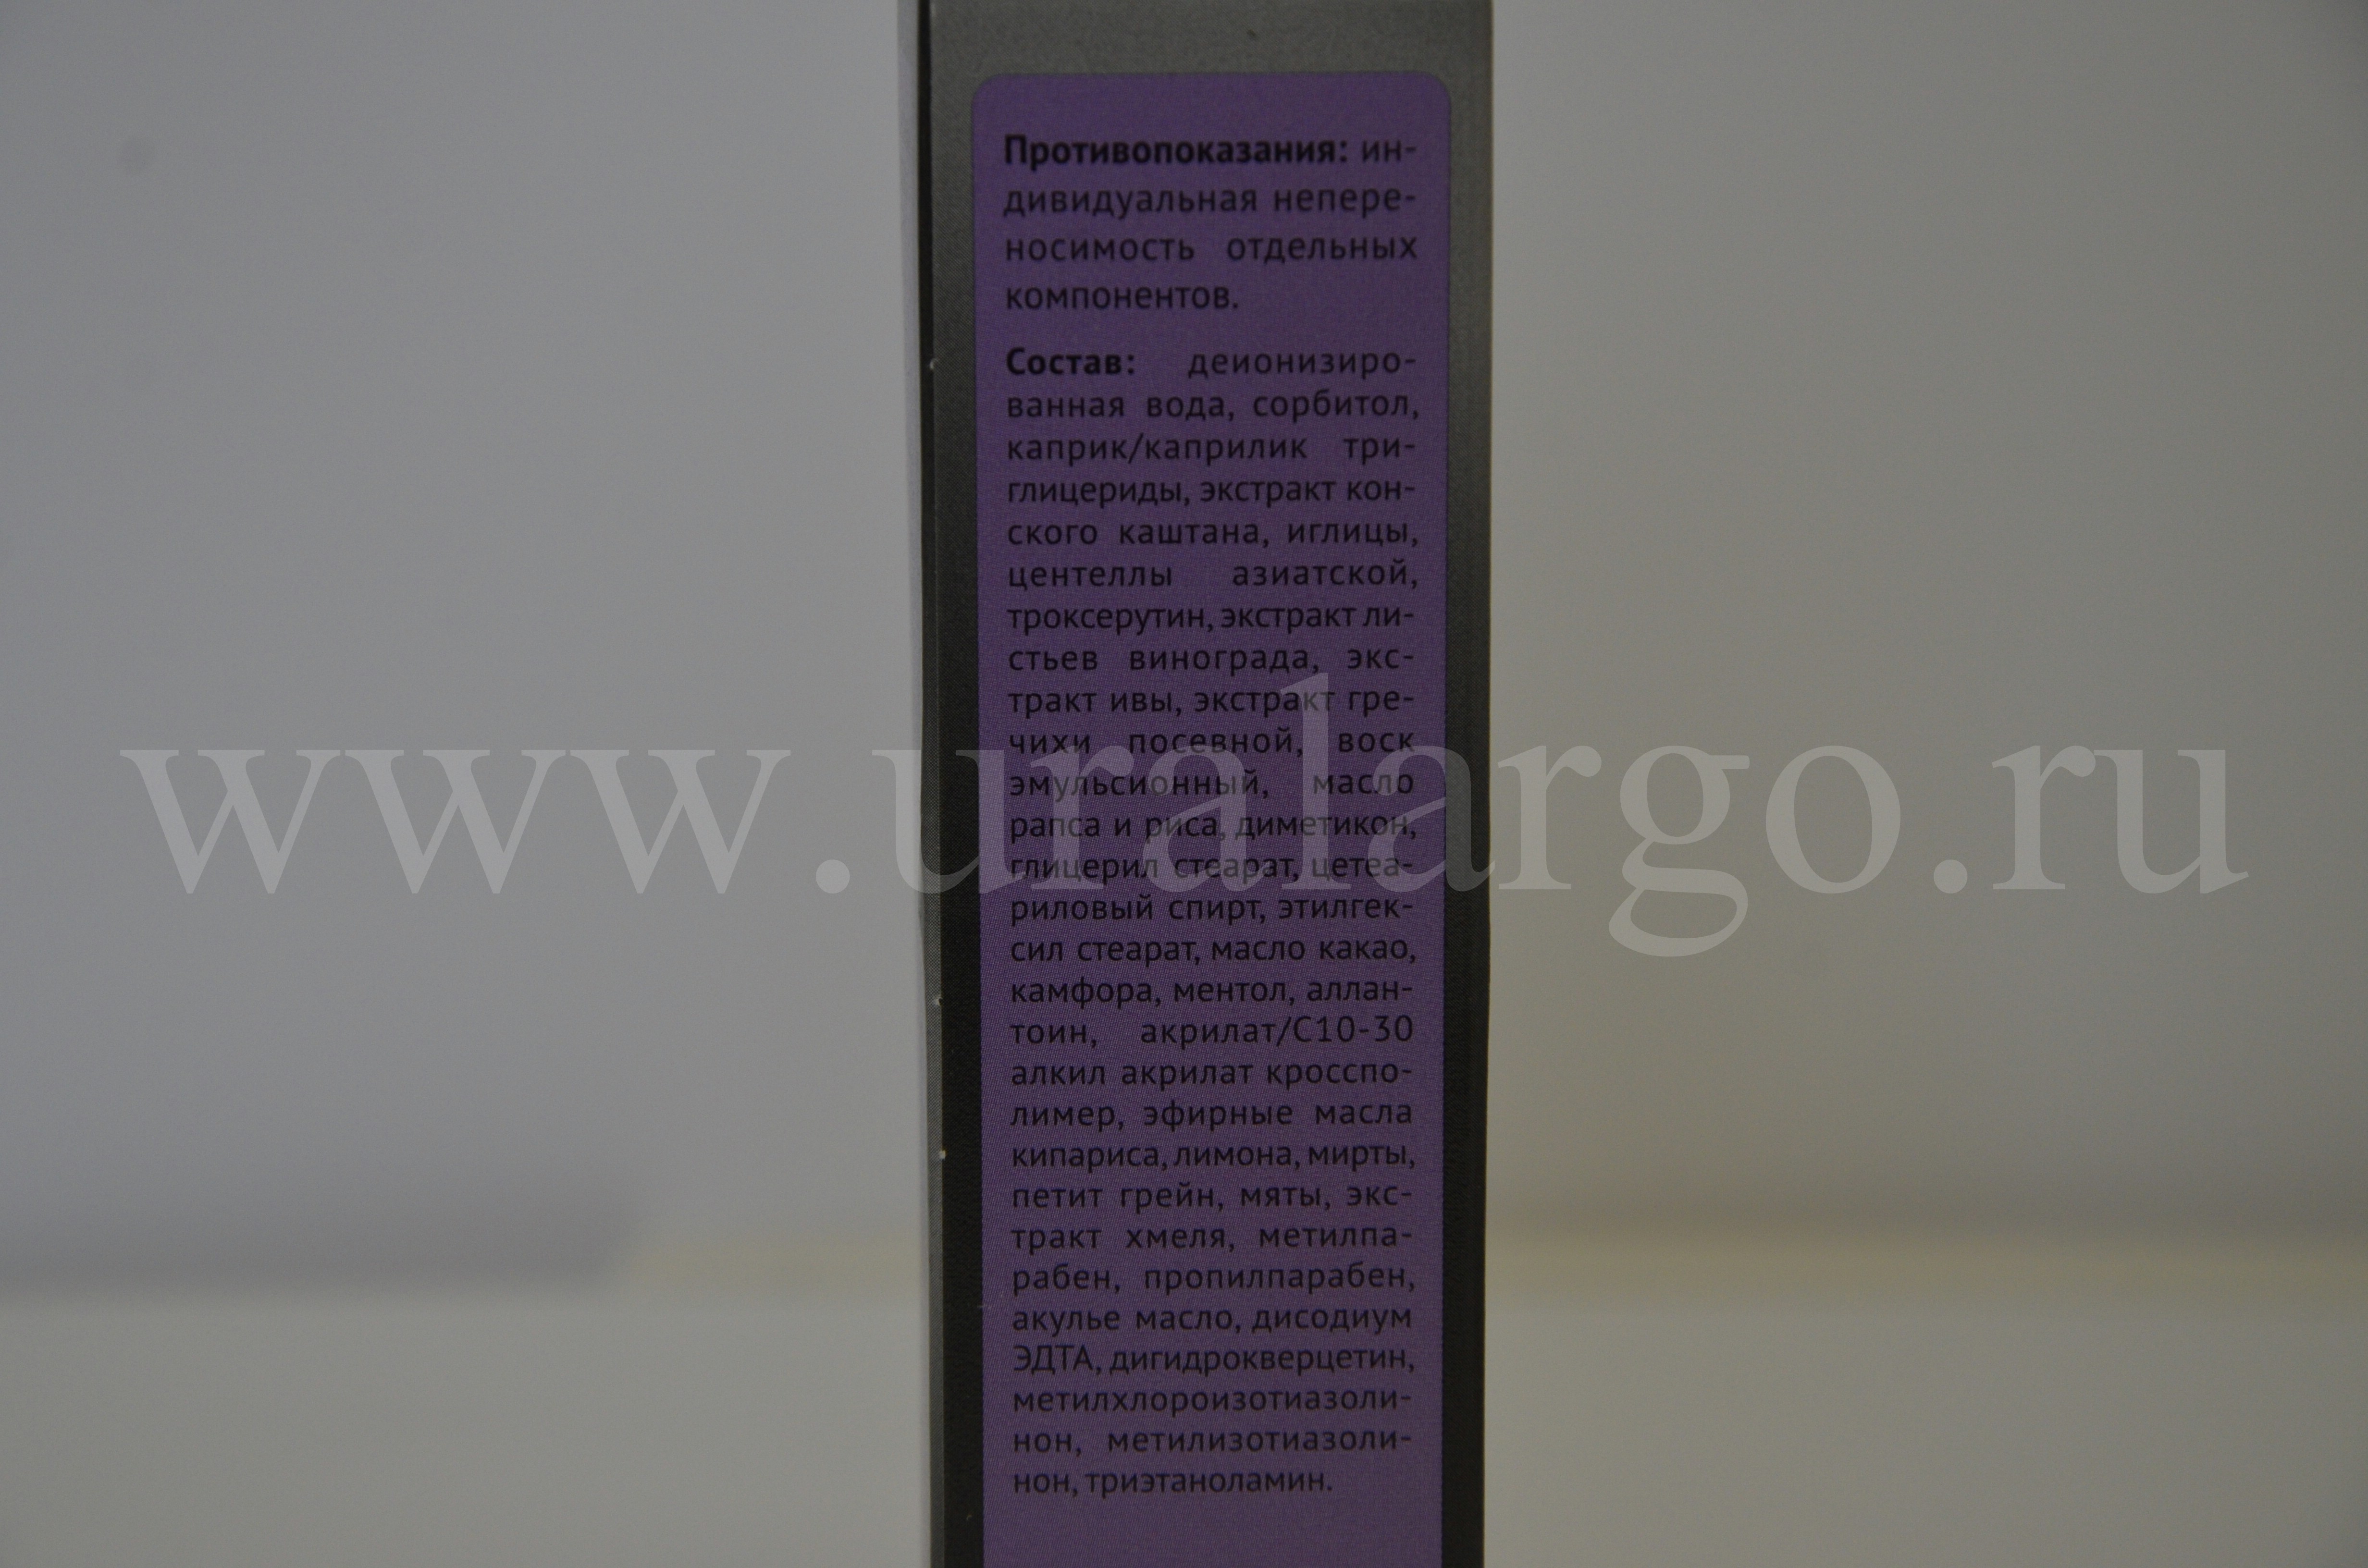 Противопоказания: ин-
дивидуальная непере-
носимость отдельных
компонентов.
Состав: деионизиро-
ванная вода, сорбитол,
каприк/каприлик три-
глицериды, экстракт кон-
ского каштана, иглицы,
центеллы азиатской,
троксерутин, экстракт ли-
стьев винограда, экс-
тракт ивы, экстракт гре-
чихи посевной, воск
эмульсионный, масло
рапса и риса, диметикон,
глицерил стеарат, цетеа-
риловый спирт, этилгек-
сил стеарат, масло какао,
камфора, ментол, аллан-
тоин, акрилат/С10-30
алкил акрилат кросспо-
лимер, эфирные масла
кипариса, лимона, мирты,
петит грейн, мяты, экс-
тракт хмеля, метилпа-
рабен, пропилпарабен,
акулье масло, дисодиум
ЭДТА, дигидрокверцетин,
метилхлороизотиазоли-
нон, метилизотиазоли-
нон, триэтаноламин.
www.uralargo.ru